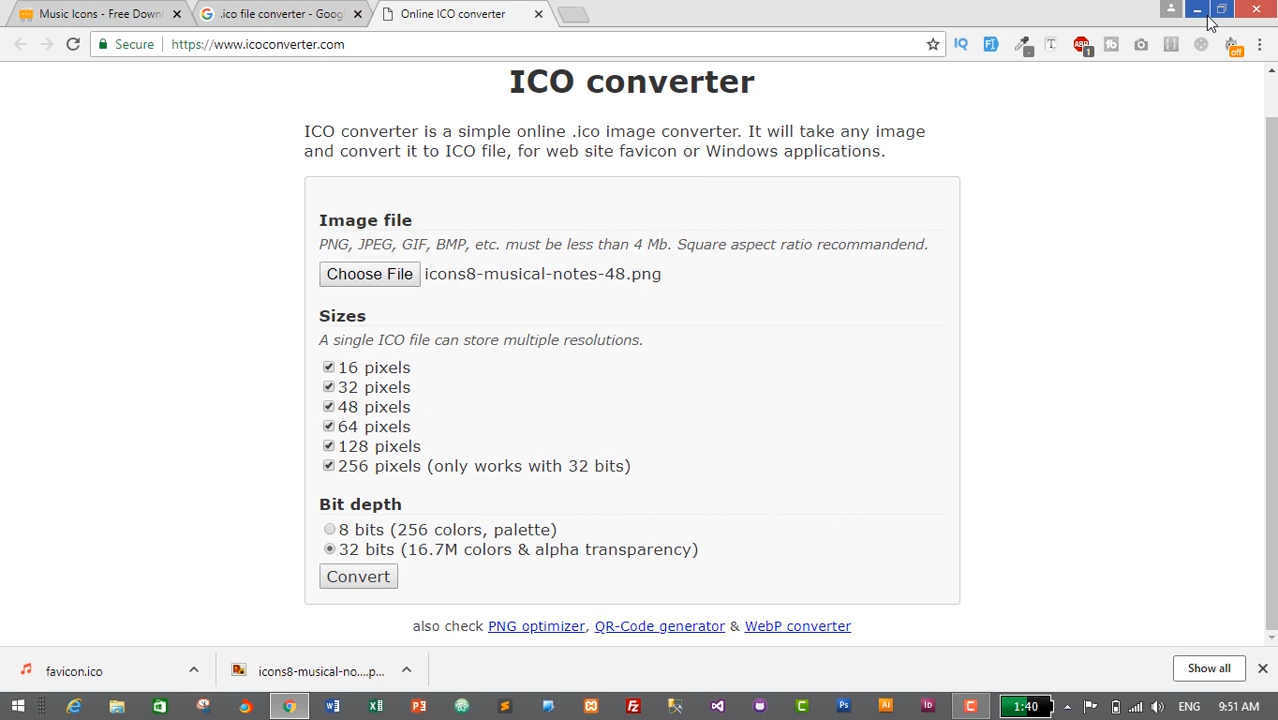 Music Icons - Free Downl
.ico file converter - Goog
Online ICO converter
Secure
https://www.icoconverter.com
ICO converter
ICO converter is a simple online .ico image converter. It will take any image
and convert it to ICO file, for web site favicon or Windows applications.
Image file
PNG, JPEG, GIF, BMP, etc. must be less than 4 Mb. Square aspect ratio recommandend.
Choose File icons8-musical-notes-48.png
Sizes
A single ICO file can store multiple resolutions.
16 pixels
32 pixels
48 pixels
64 pixels
128 pixels
256 pixels (only works with 32 bits)
Bit depth
8 bits (256 colors, palette)
32 bits (16.7M colors & alpha transparency)
Convert
also check PNG optimizer, QR-Code generator & WebP converter
favicon.ico
icons8-musical-no....p...
Show all
1:40
ENG
9:51 AM